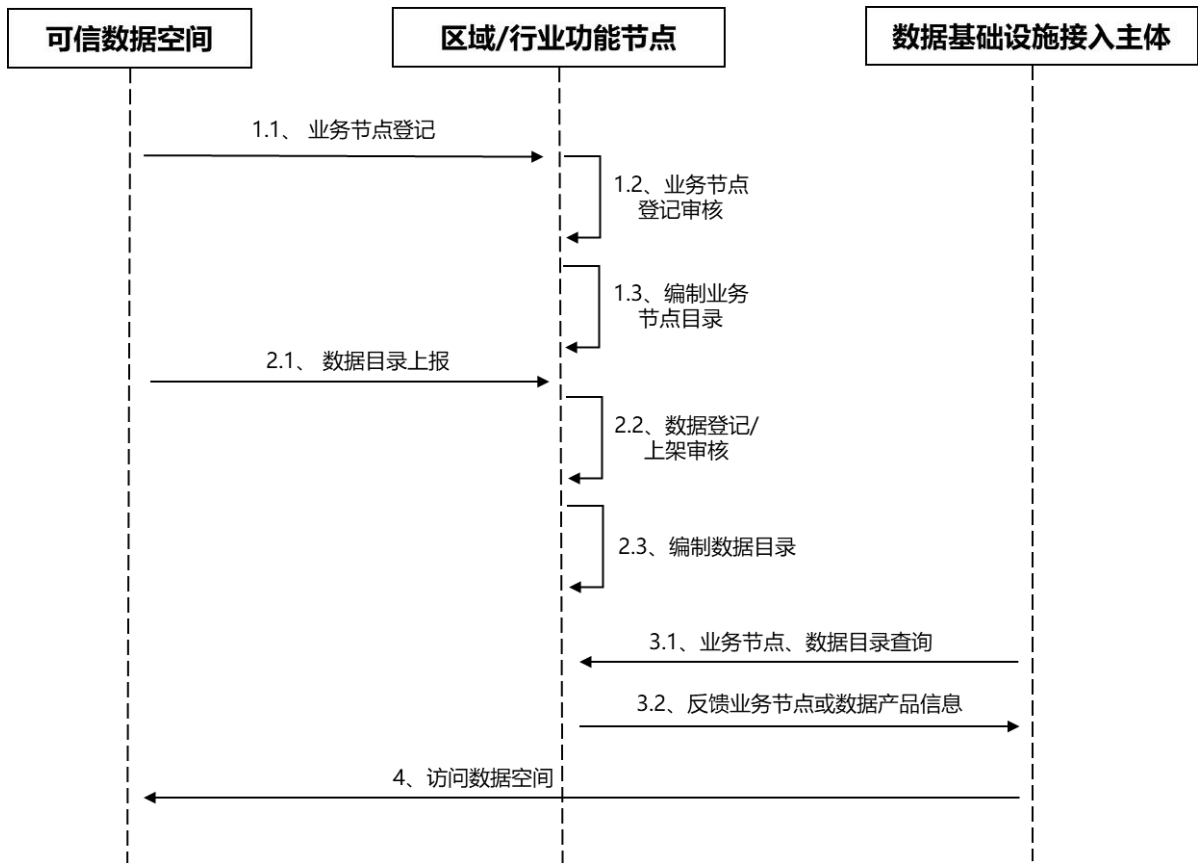 可信数据空间
区域/行业功能节点
数据基础设施接入主体
1.1、 业务节点登记
1.2、业务节点
登记审核
1.3、编制业务
节点目录
2.1、 数据目录上报
2.2、数据登记/
上架审核
2.3、编制数据目录
3.1、业务节点、数据目录查询
3.2、反馈业务节点或数据产品信息
4、访问数据空间